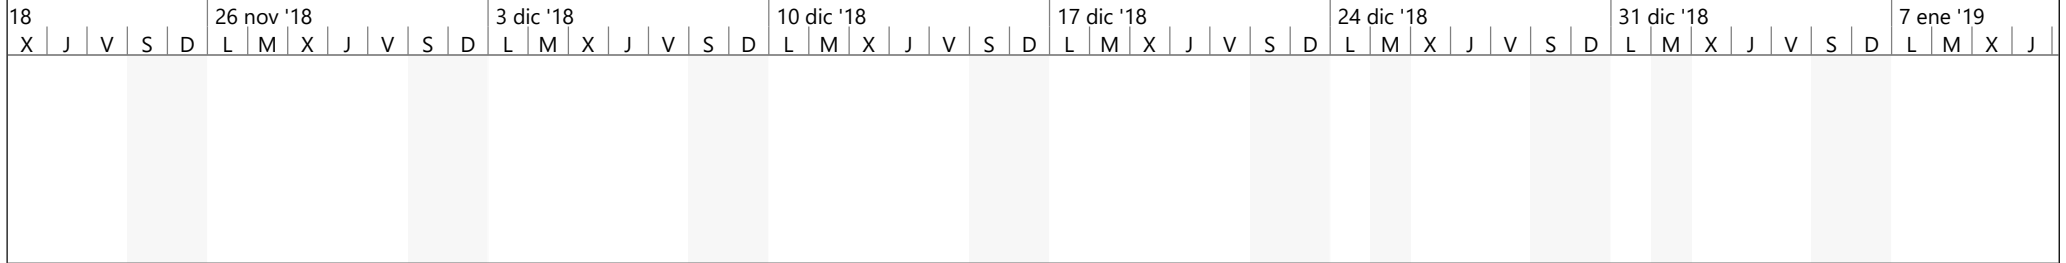 18 26 nov '18 3 dic '18 10 dic '18 17 dic '18 24 dic '18 31 dic '18 7 ene '19
X J V S D L M X J V S D L M X J V S D L M X J V S D L M X J V S D L M X J V S D L M X J V S D L M X J